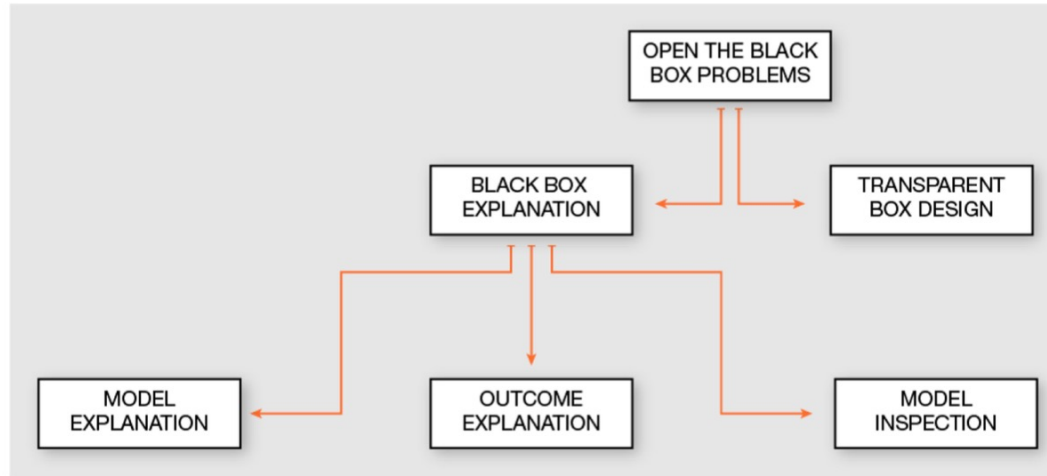 OPEN THE BLACK
BOX PROBLEMS
BLACK BOX
EXPLANATION
TRANSPARENT
BOX DESIGN
MODEL
EXPLANATION
OUTCOME
EXPLANATION
MODEL
INSPECTION